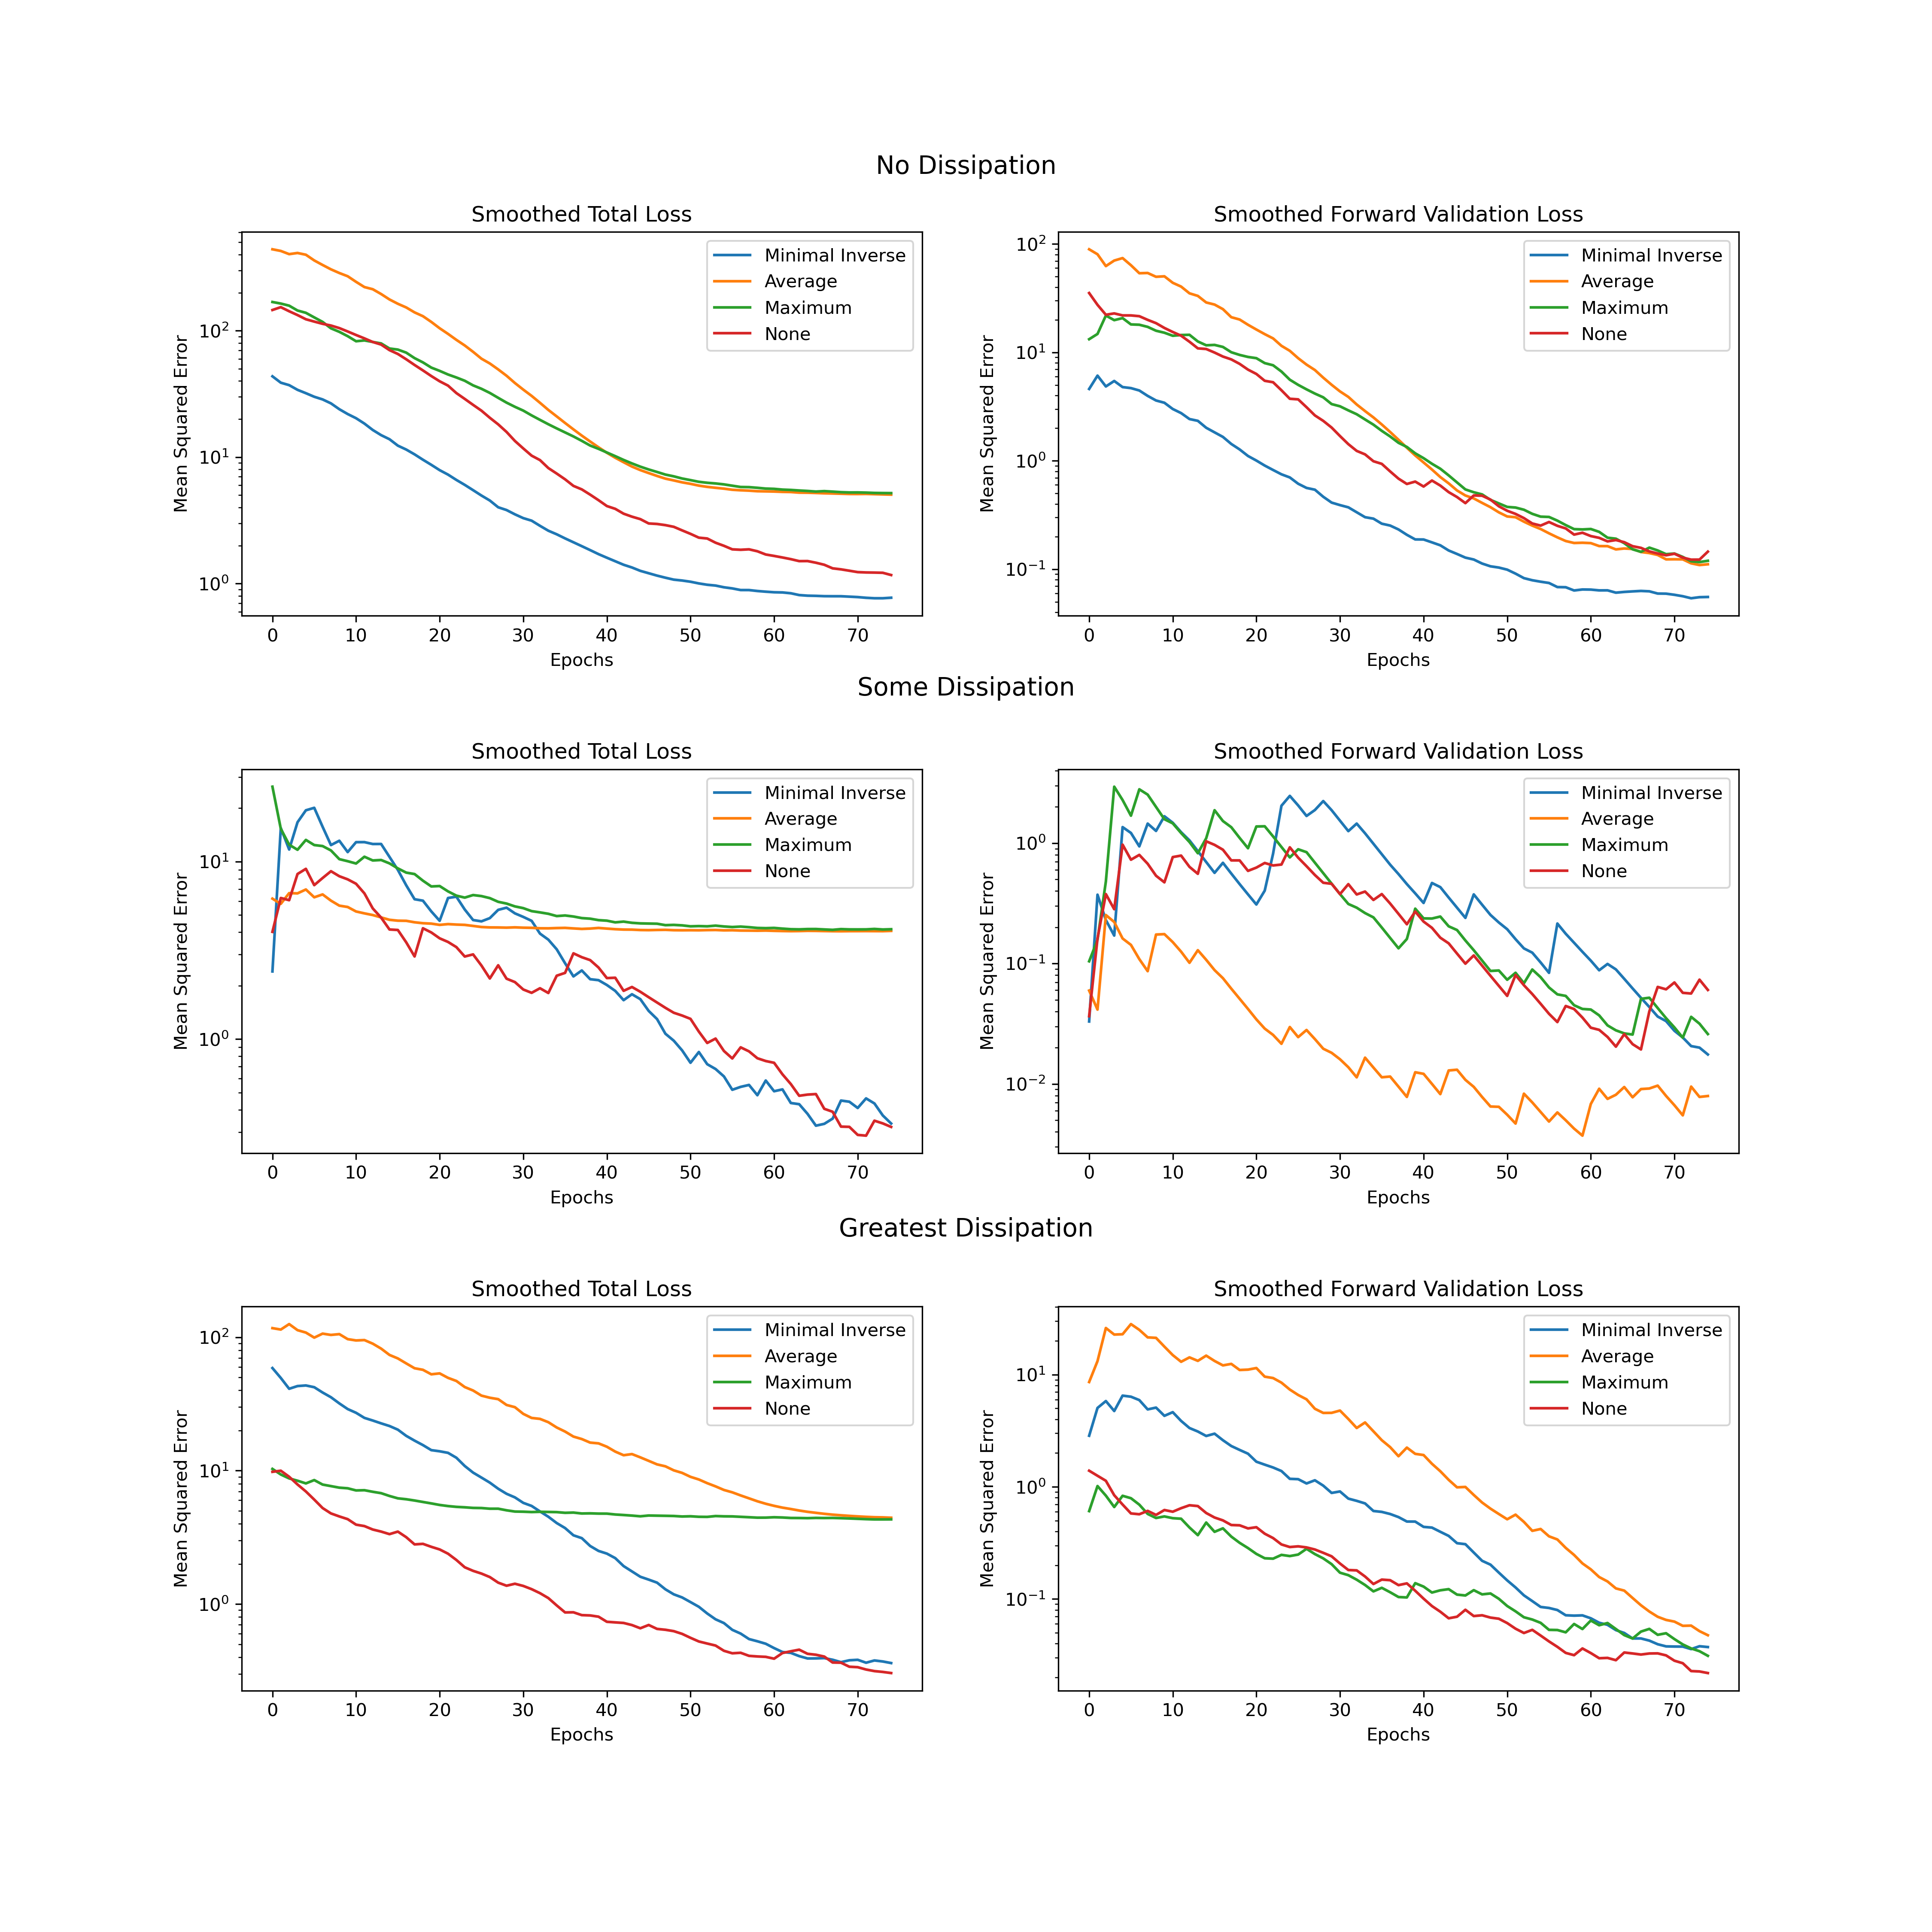 No Dissipation
Smoothed Total Loss
Mean Squared Error
10²
10¹
10⁰
0 10 20 30 40 50 60 70
Epochs
Minimal Inverse
Average
Maximum
None
Smoothed Forward Validation Loss
Mean Squared Error
10²
10¹
10⁰
10⁻¹
0 10 20 30 40 50 60 70
Epochs
Minimal Inverse
Average
Maximum
None
Some Dissipation
Smoothed Total Loss
Mean Squared Error
10¹
10⁰
0 10 20 30 40 50 60 70
Epochs
Minimal Inverse
Average
Maximum
None
Smoothed Forward Validation Loss
Mean Squared Error
10⁰
10⁻¹
10⁻²
0 10 20 30 40 50 60 70
Epochs
Minimal Inverse
Average
Maximum
None
Greatest Dissipation
Smoothed Total Loss
Mean Squared Error
10²
10¹
10⁰
0 10 20 30 40 50 60 70
Epochs
Minimal Inverse
Average
Maximum
None
Smoothed Forward Validation Loss
Mean Squared Error
10¹
10⁰
10⁻¹
0 10 20 30 40 50 60 70
Epochs
Minimal Inverse
Average
Maximum
None